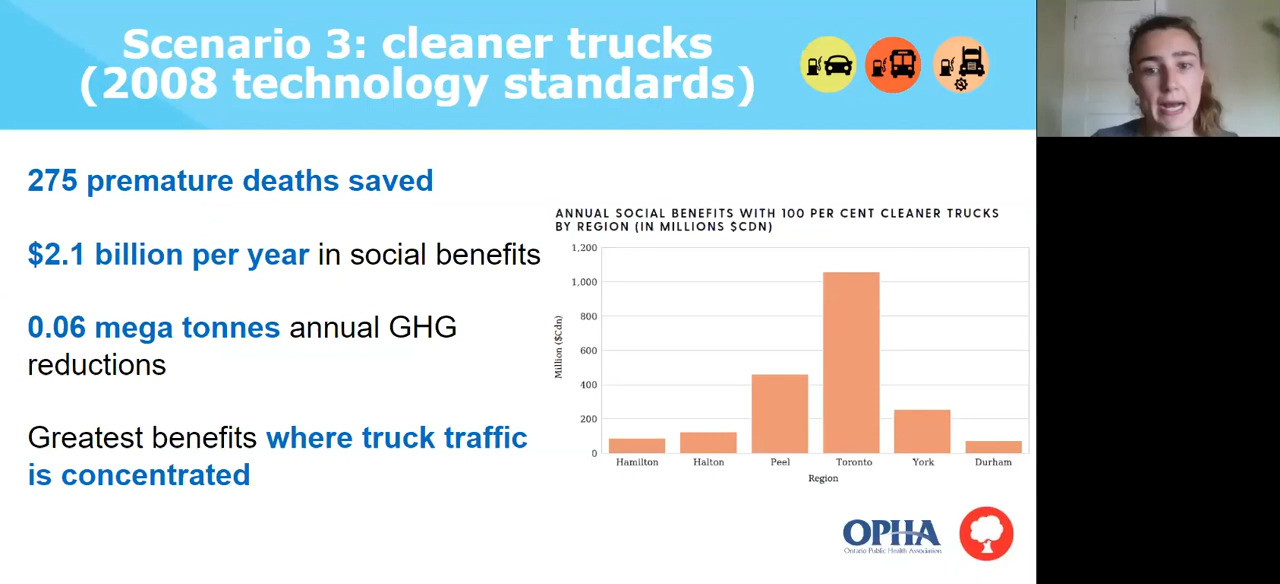 Scenario 3: cleaner trucks
(2008 technology standards)
275 premature deaths saved
$2.1 billion per year in social benefits
0.06 mega tonnes annual GHG
reductions
Greatest benefits where truck traffic
is concentrated
ANNUAL SOCIAL BENEFITS WITH 100 PER CENT CLEANER TRUCKS
BY REGION (IN MILLIONS $CDN)
Million ($Cdn)
1,200
1,000
800
600
400
200
0
Hamilton Halton Peel Toronto York Durham
Region
OPHA
Ontario Public Health Association